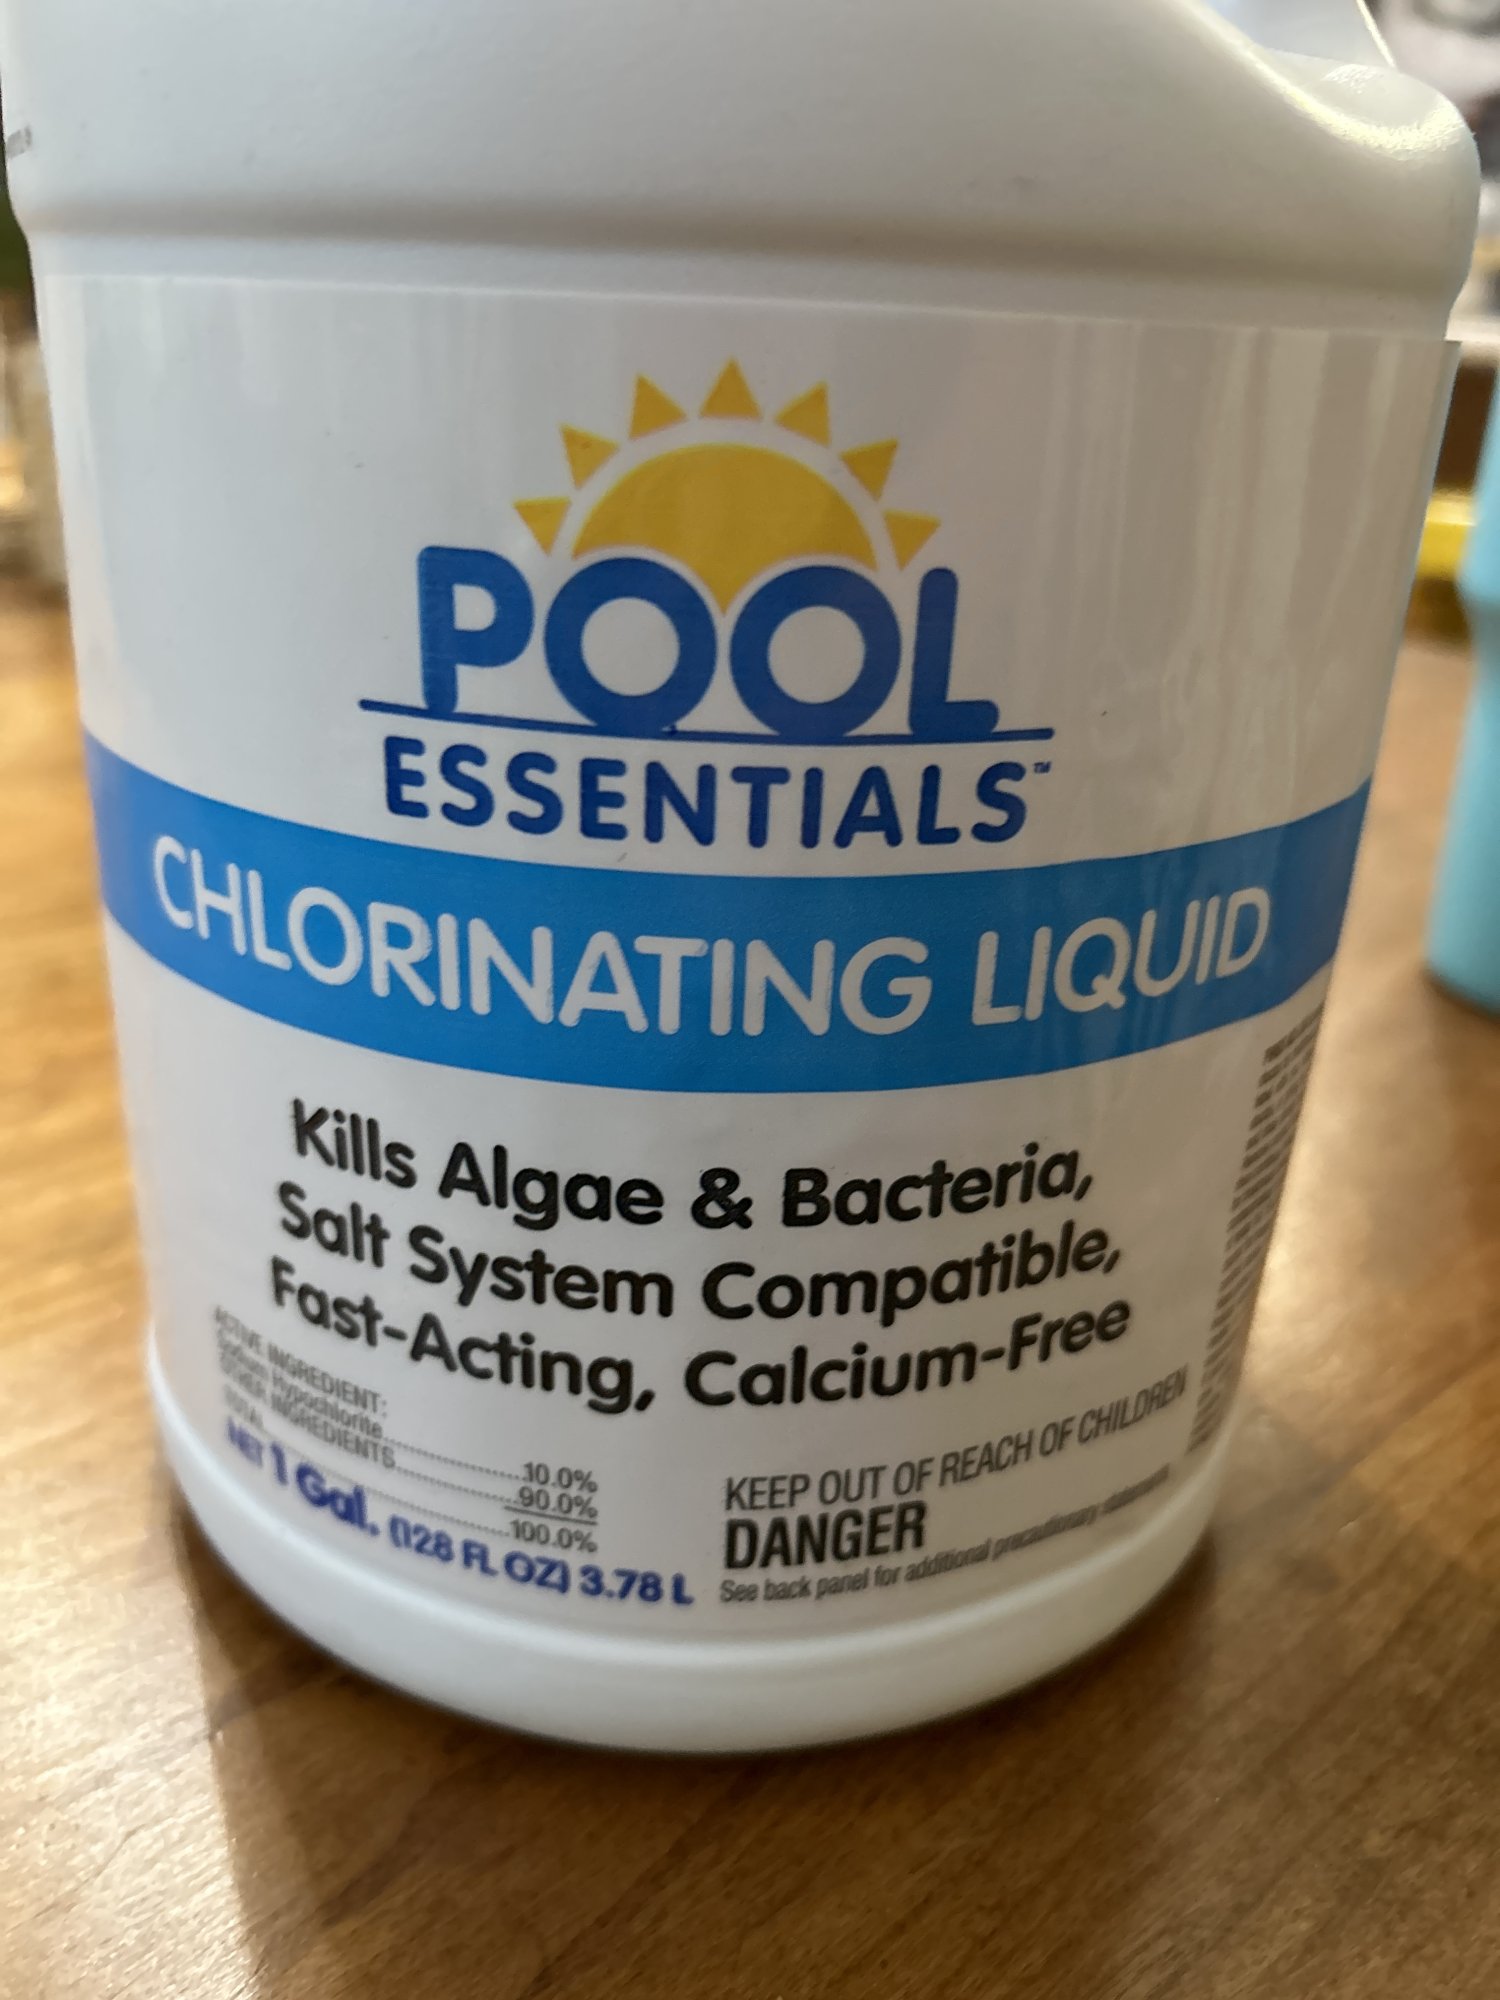 POOL
ESSENTIALS™
CHLORINATING LIQUID
Kills Algae & Bacteria,
Salt System Compatible,
Fast-Acting, Calcium-Free
ACTIVE INGREDIENT:
Sodium Hypochlorite..................10.0%
OTHER INGREDIENTS..................90.0%
TOTAL..................100.0%
NET 1 Gal. (128 FL OZ) 3.78 L
KEEP OUT OF REACH OF CHILDREN
DANGER
See back panel for additional precautionary statements